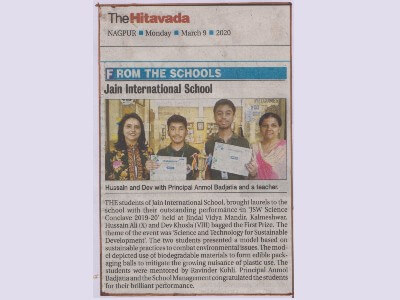 The Hitavada
NAGPUR ■ Monday ■ March 9 ■ 2020
FROM THE SCHOOLS
Jain International School
Hussain and Dev with Principal Anmol Badjatia and a teacher.
THE students of Jain International School, brought laurels to the
school with their outstanding performance in 'JSW Science
Conclave 2019-20' held at Jindal Vidya Mandir, Kalmeshwar.
Hussain Ali (X) and Dev Khosla (VIII) bagged the First Prize. The
theme of the event was 'Science and Technology for Sustainable
Development'. The two students presented a model based on
sustainable practices to combat environmental issues. The mod-
el depicted use of biodegradable materials to form edible pack-
aging balls to mitigate the growing nuisance of plastic use. The
students were mentored by Ravinder Kohli. Principal Anmol
Badjatia and the School Management congratulated the students
for their brilliant performance.